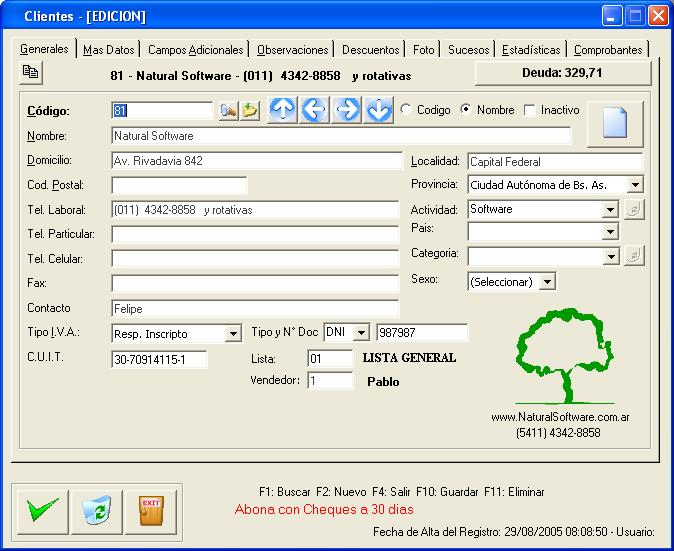 Clientes - [EDICION]
Generales Mas Datos Campos Adicionales Observaciones Descuentos Foto Sucesos Estadísticas Comprobantes
81 - Natural Software - (011) 4342-8858 y rotativas
Deuda: 329,71
Código: 81 Codigo Nombre Inactivo
Nombre: Natural Software
Domicilio: Av. Rivadavia 842 Localidad: Capital Federal
Cod. Postal: Provincia: Ciudad Autónoma de Bs. As.
Tel. Laboral: (011) 4342-8858 y rotativas Actividad: Software
Tel. Particular: Pais:
Tel. Celular: Categoria:
Fax: Sexo: (Seleccionar)
Contacto Felipe
Tipo I.V.A.: Resp. Inscripto Tipo y N° Doc DNI 987987
C.U.I.T. 30-70914115-1 Lista: 01 LISTA GENERAL
Vendedor: 1 Pablo
www.NaturalSoftware.com.ar
(5411) 4342-8858
EXIT
F1: Buscar F2: Nuevo F4: Salir F10: Guardar F11: Eliminar
Abona con Cheques a 30 dias
Fecha de Alta del Registro: 29/08/2005 08:08:50 - Usuario: